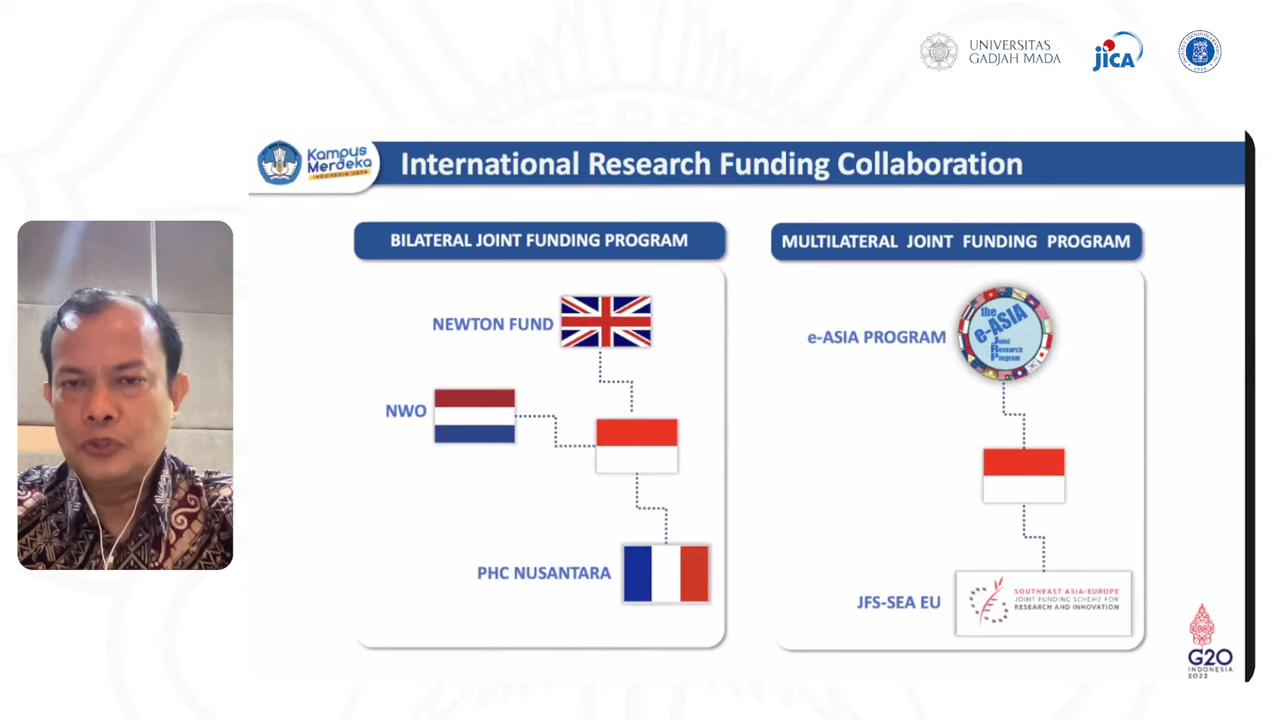 UNIVERSITAS
GADJAH MADA
JICA
Kampus
Merdeka
INDONESIA JAYA
International Research Funding Collaboration
BILATERAL JOINT FUNDING PROGRAM
MULTILATERAL JOINT FUNDING PROGRAM
NEWTON FUND
the
e-ASIA
Joint
Research
Program
e-ASIA PROGRAM
NWO
PHC NUSANTARA
JFS-SEA EU
SOUTHEAST ASIA-EUROPE
JOINT FUNDING SCHEME FOR
RESEARCH AND INNOVATION
G20
INDONESIA
2022